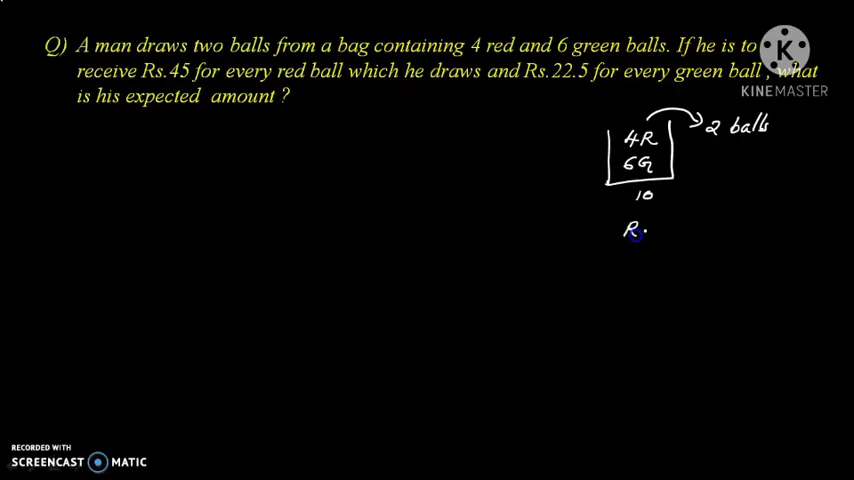 Q) A man draws two balls from a bag containing 4 red and 6 green balls. If he is to
receive Rs.45 for every red ball which he draws and Rs.22.5 for every green ball , what
is his expected amount ?
K
KINEMASTER
4R
2 balls
6G
10
R.
RECORDED WITH
SCREENCAST MATIC